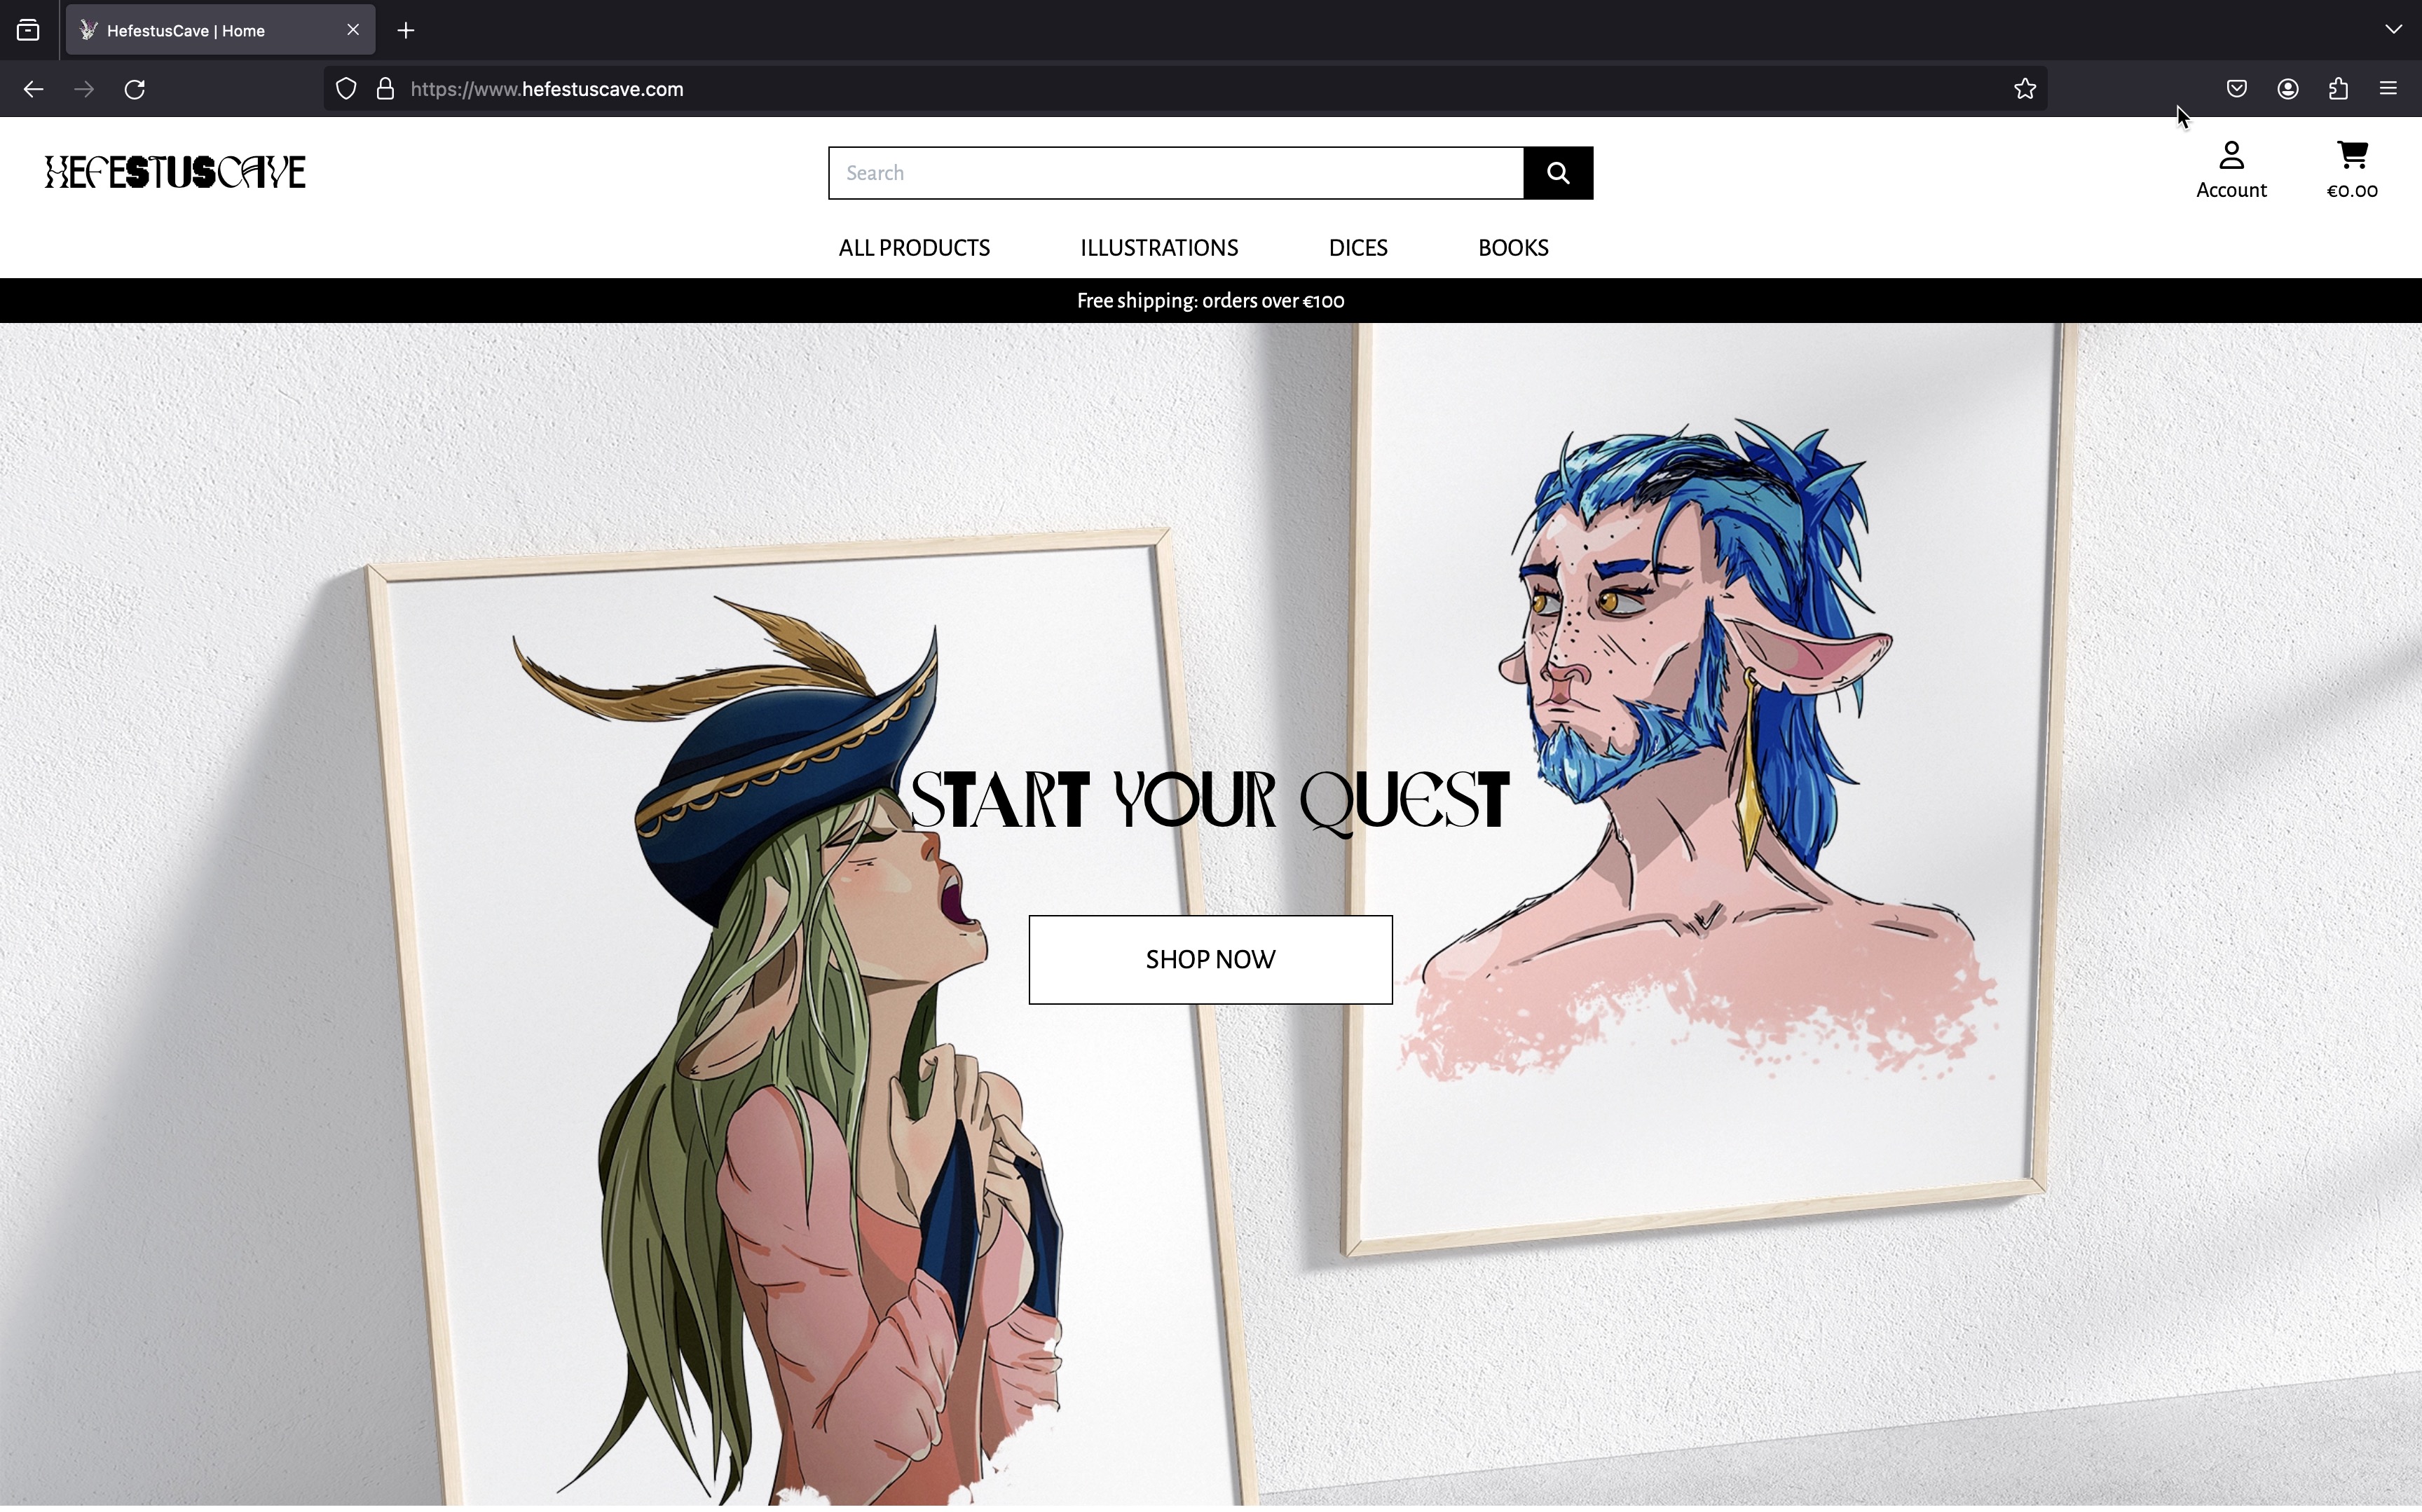 HefestusCave | Home
https://www.hefestuscave.com
HEFESTUSCAVE
Search
Account
€0.00
ALL PRODUCTS
ILLUSTRATIONS
DICES
BOOKS
Free shipping: orders over €100
START YOUR QUEST
SHOP NOW